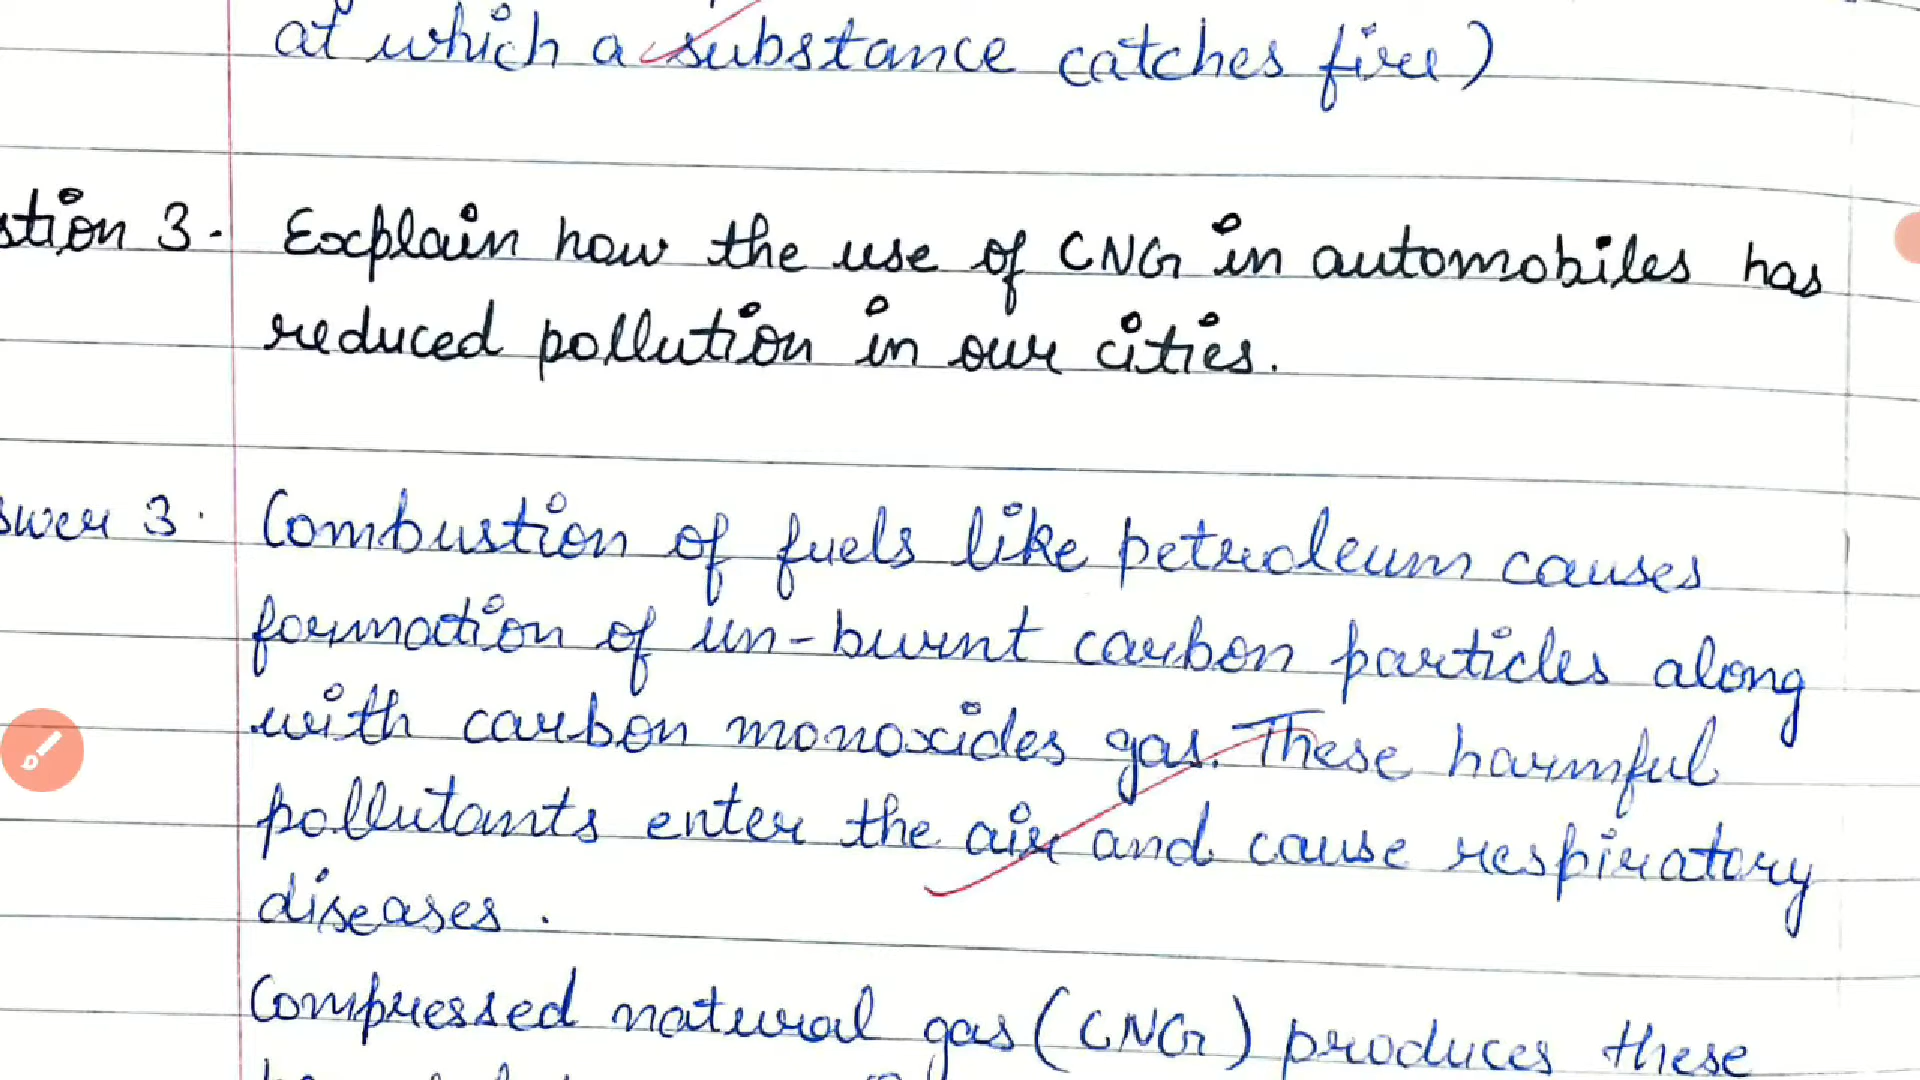 at which a substance catches fire)
stion 3. Explain how the use of CNG in automobiles has
reduced pollution in our cities.
swer 3. Combustion of fuels like petroleum causes
formation of un-burnt carbon particles along
with carbon monoxides gas. These harmful
pollutants enter the air and cause respiratory
diseases.
Compressed natural gas (CNG) produces these